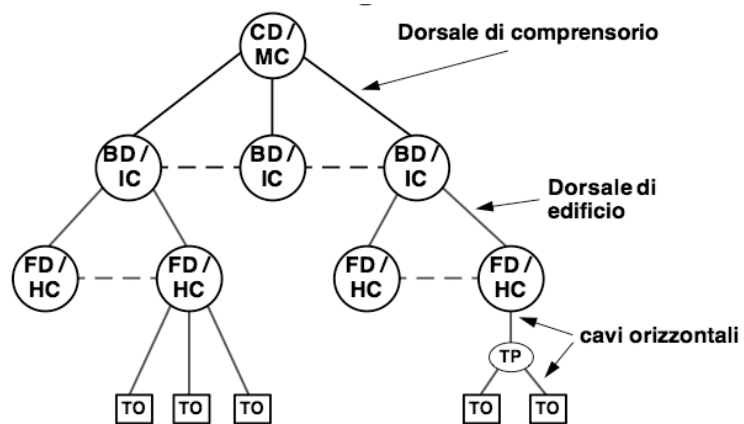 CD /
MC
Dorsale di comprensorio
BD /
IC
BD /
IC
BD /
IC
Dorsale di
edificio
FD /
HC
FD /
HC
FD /
HC
FD /
HC
cavi orizzontali
TP
TO
TO
TO
TO
TO